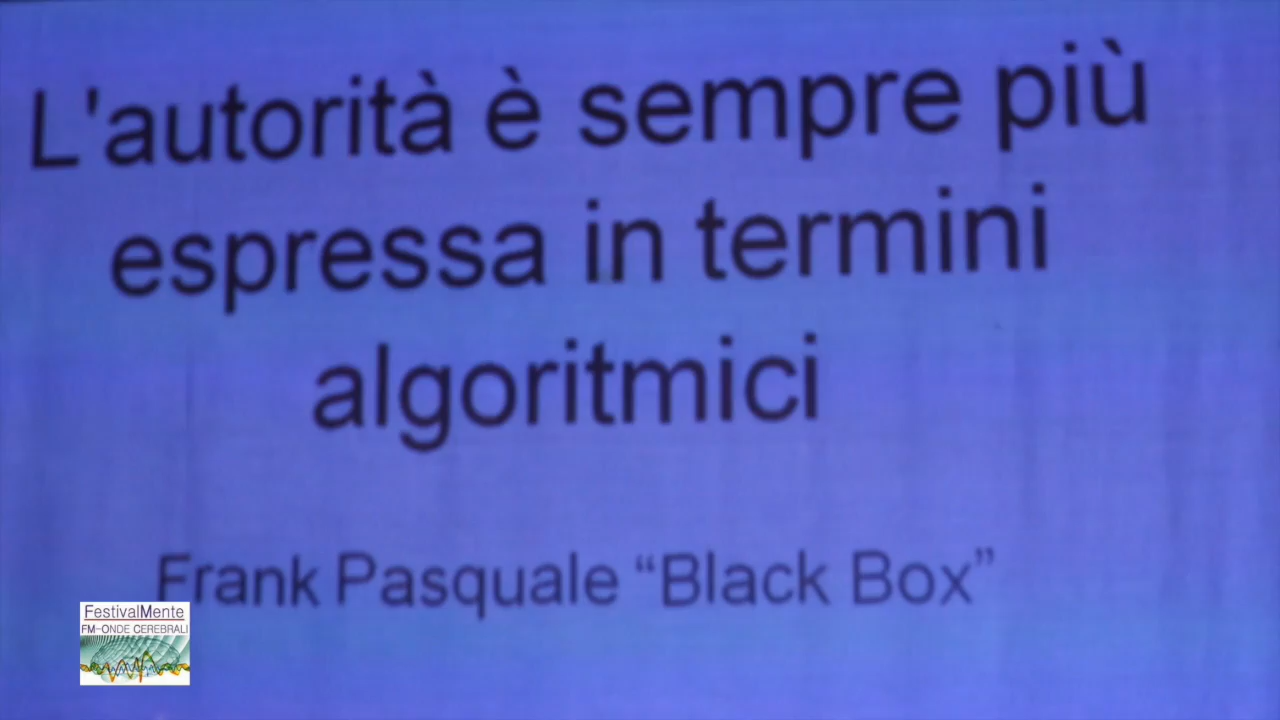 L'autorità è sempre più
espressa in termini
algoritmici
Frank Pasquale “Black Box”
FestivalMente
FM-ONDE CEREBRALI